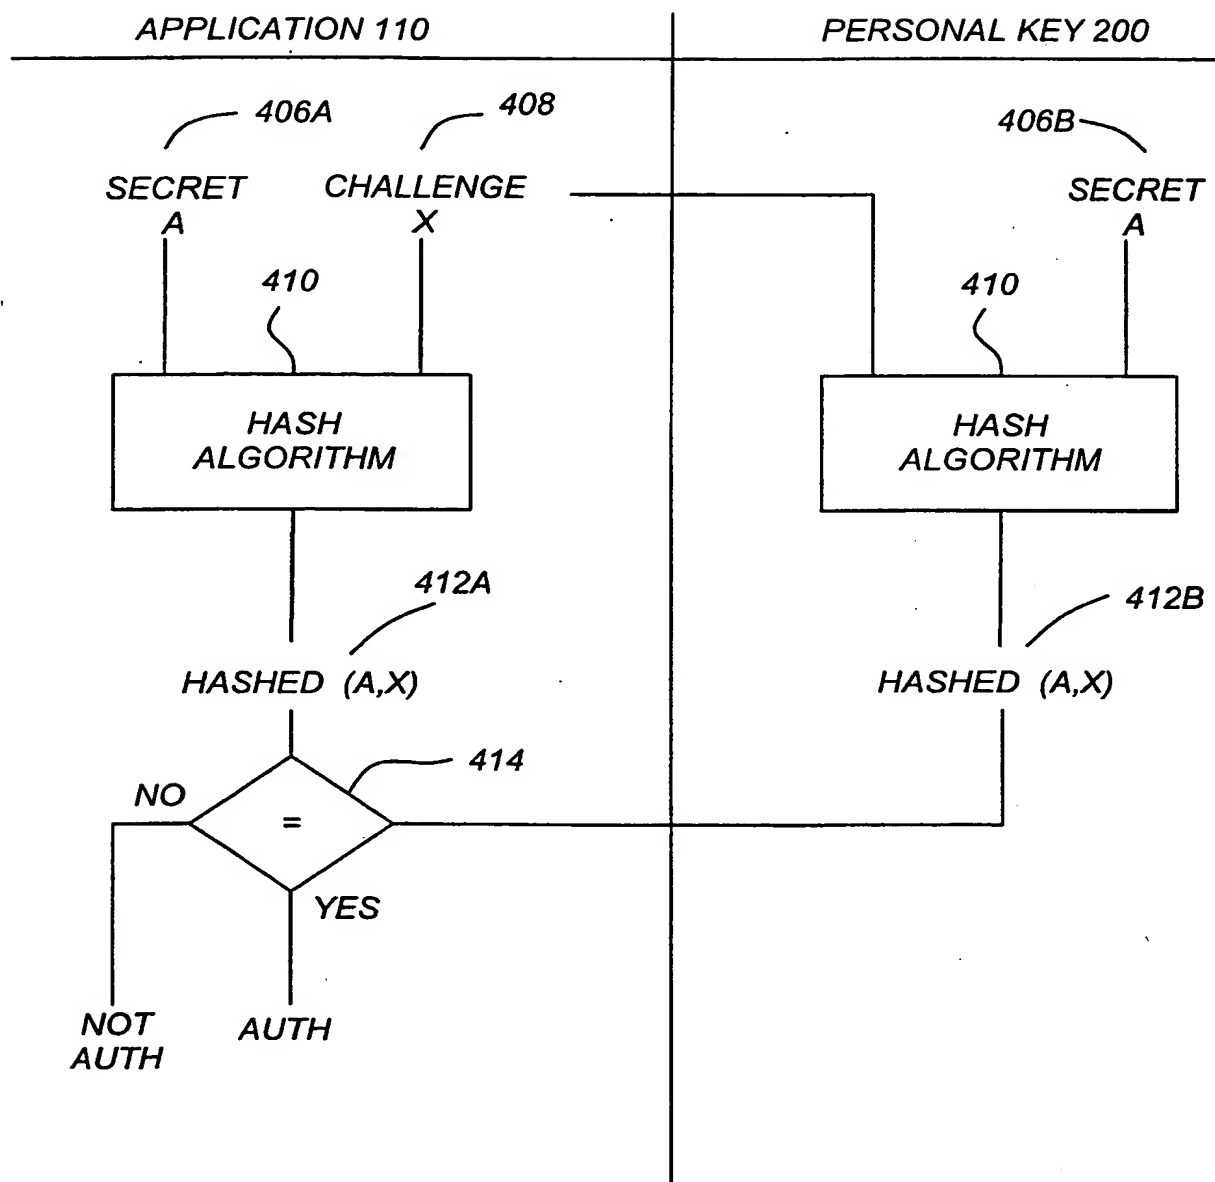 APPLICATION 110
PERSONAL KEY 200
406A
408
406B
SECRET
A
CHALLENGE
X
SECRET
A
410
410
HASH
ALGORITHM
HASH
ALGORITHM
412A
412B
HASHED (A,X)
HASHED (A,X)
414
NO
=
YES
NOT
AUTH
AUTH